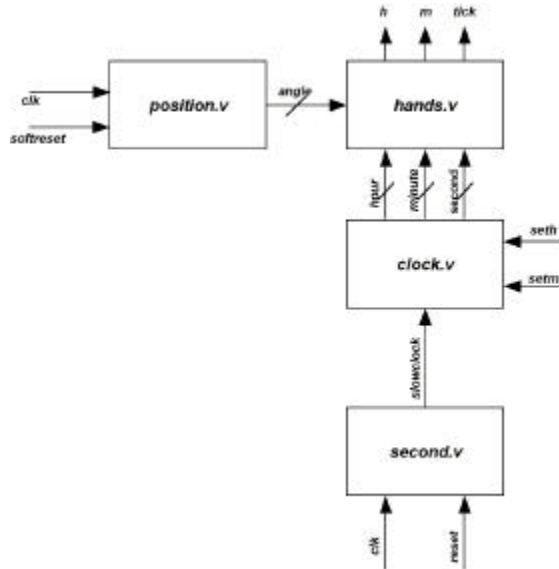 h m tick
clk
position.v
angle
hands.v
softreset
hour minute second
seth
clock.v
setm
slowclock
second.v
clk reset